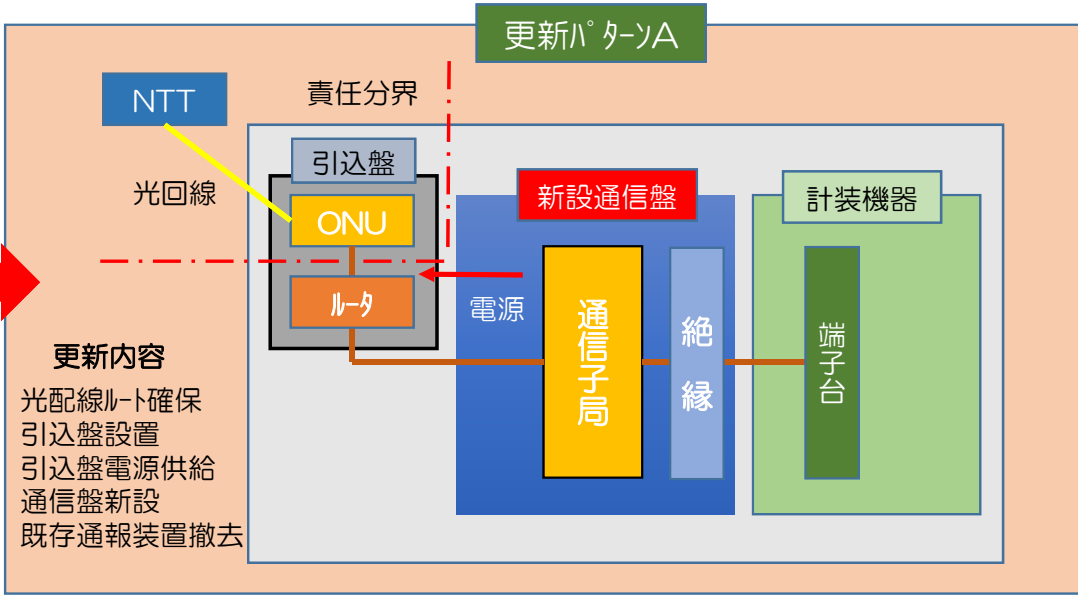 更新ﾊﾟﾀｰﾝA
NTT
責任分界
光回線
引込盤
ONU
ﾙｰﾀ
新設通信盤
電源
通信子局
絶縁
計装機器
端子台
更新内容
光配線ﾙｰﾄ確保
引込盤設置
引込盤電源供給
通信盤新設
既存通報装置撤去